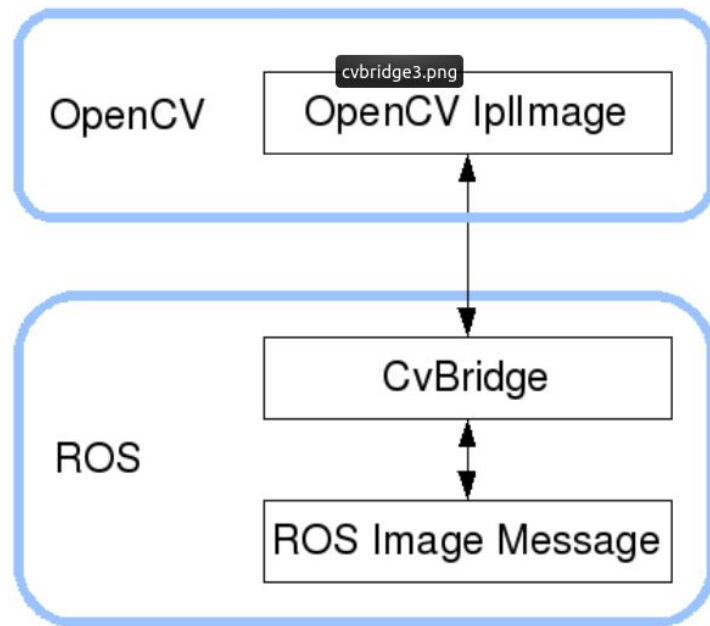 cvbridge3.png
OpenCV
OpenCV IplImage
CvBridge
ROS
ROS Image Message